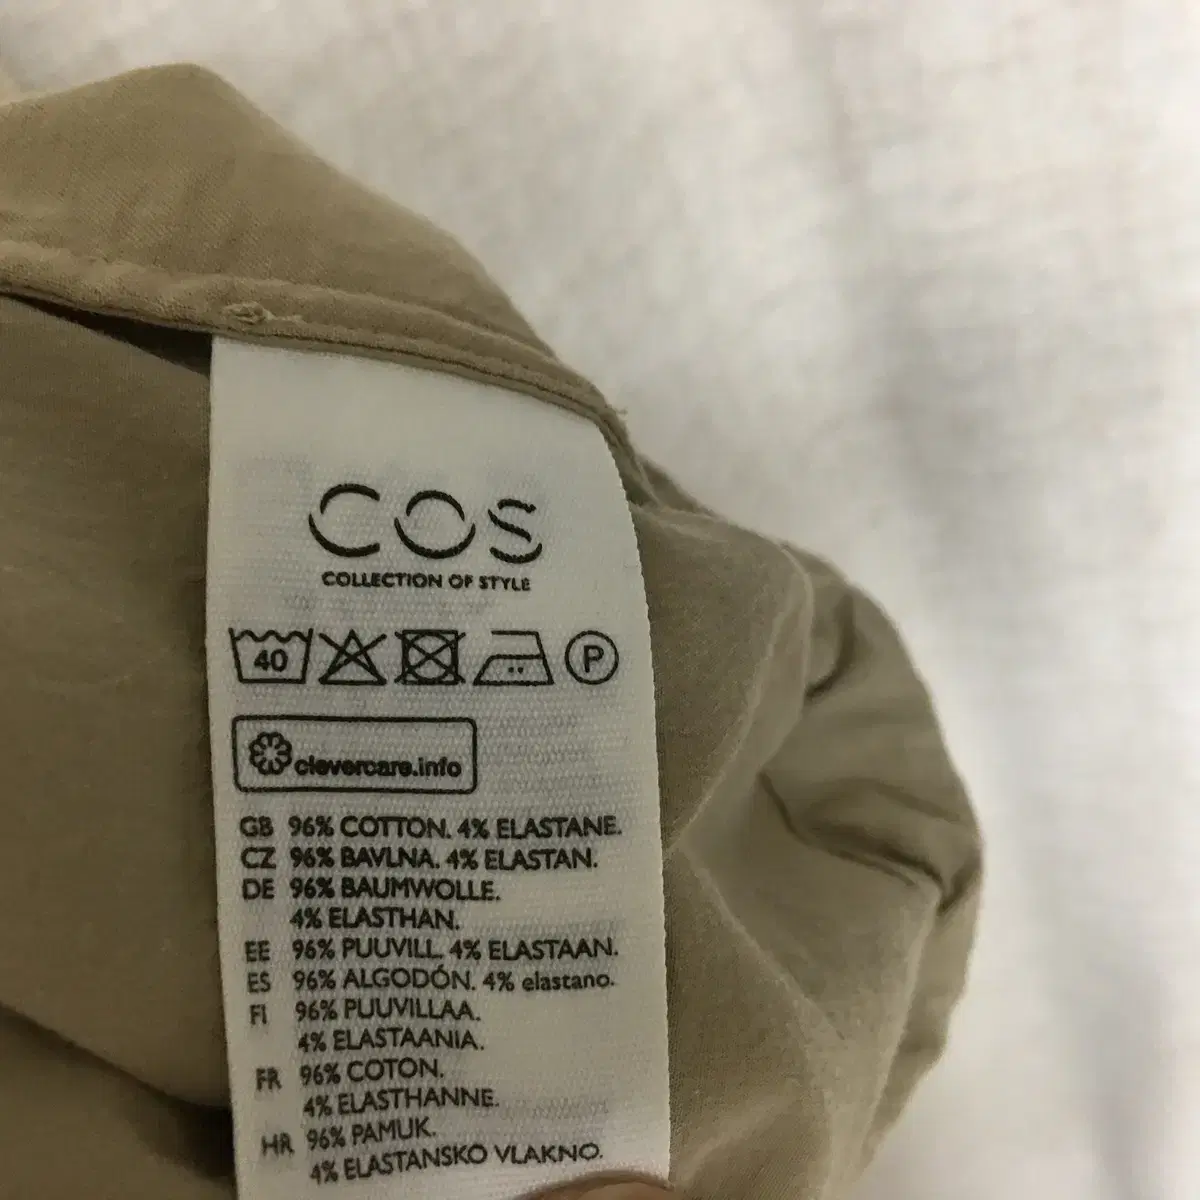 COS
COLLECTION OF STYLE
40 P
clevercare.info
GB 96% COTTON. 4% ELASTANE.
CZ 96% BAVLNA. 4% ELASTAN.
DE 96% BAUMWOLLE.
4% ELASTHAN.
EE 96% PUUVILL. 4% ELASTAAN.
ES 96% ALGODÓN. 4% elastano.
FI 96% PUUVILLAA.
4% ELASTAANIA.
FR 96% COTON.
4% ELASTHANNE.
HR 96% PAMUK.
4% ELASTANSKO VLAKNO.